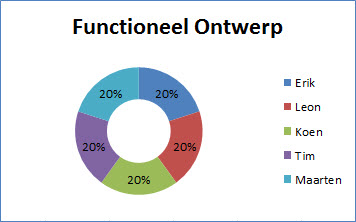 Functioneel Ontwerp
20%
20%
20%
20%
20%
Erik
Leon
Koen
Tim
Maarten